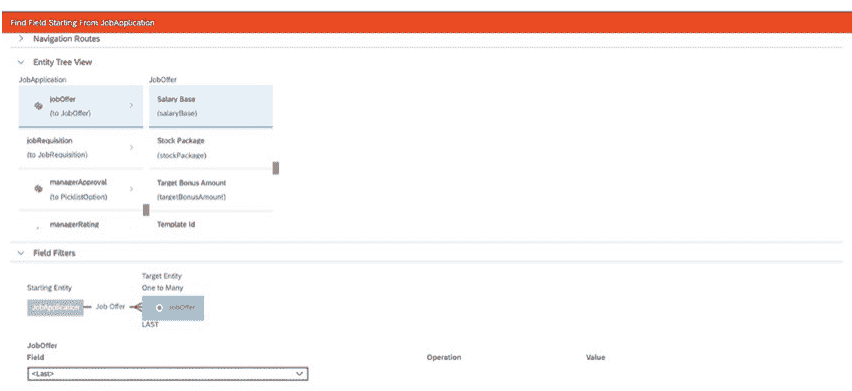 Find Field Starting From JobApplication
Navigation Routes
Entity Tree View
JobApplication JobOffer
jobOffer Salary Base
(to JobOffer) (salaryBase)
jobRequisition Stock Package
(to JobRequisition) (stockPackage)
managerApproval Target Bonus Amount
(to PicklistOption) (targetBonusAmount)
managerRating Template Id
Field Filters
Target Entity
Starting Entity One to Many
JobApplication Job Offer jobOffer
LAST
JobOffer
Field Operation Value
<Last>